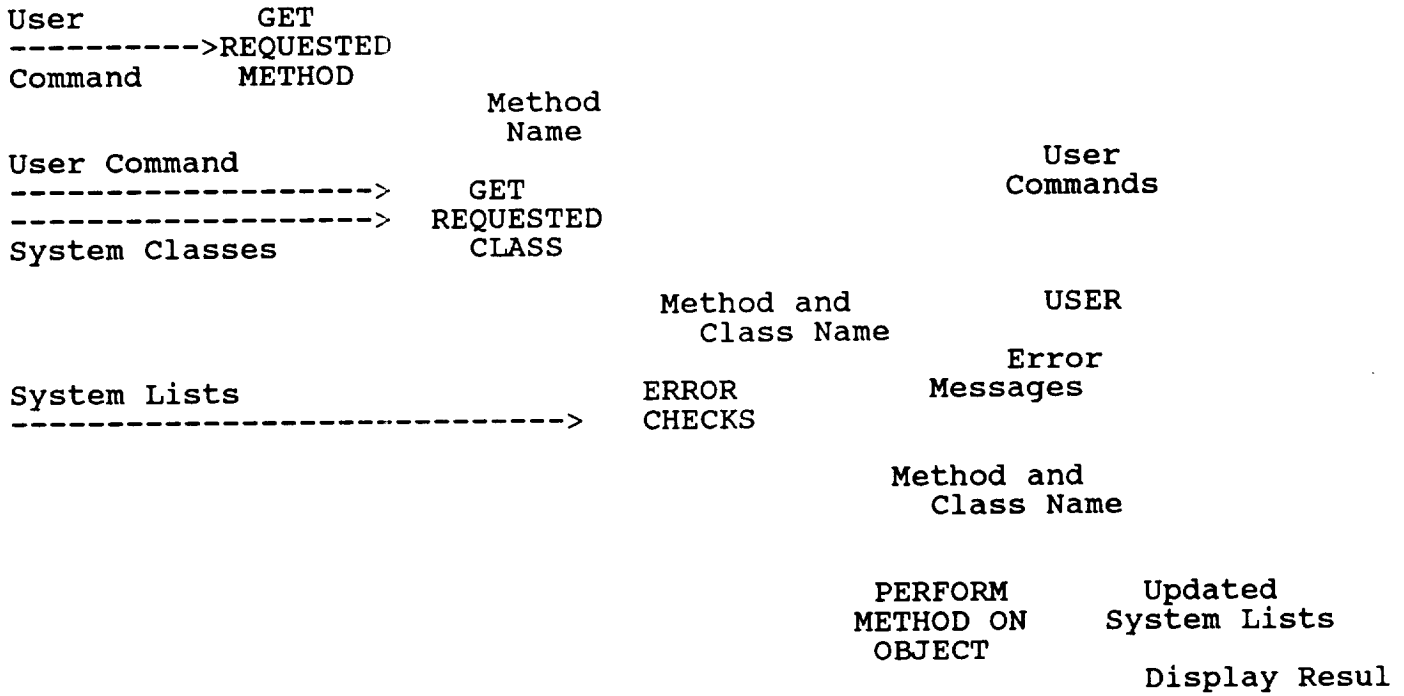 User GET
---------->REQUESTED
Command METHOD
Method
Name
User
Commands
User Command
-------------------> GET
-------------------> REQUESTED
System Classes CLASS
Method and USER
Class Name
Error
System Lists ERROR Messages
-----------------------------> CHECKS
Method and
Class Name
PERFORM Updated
METHOD ON System Lists
OBJECT
Display Resul